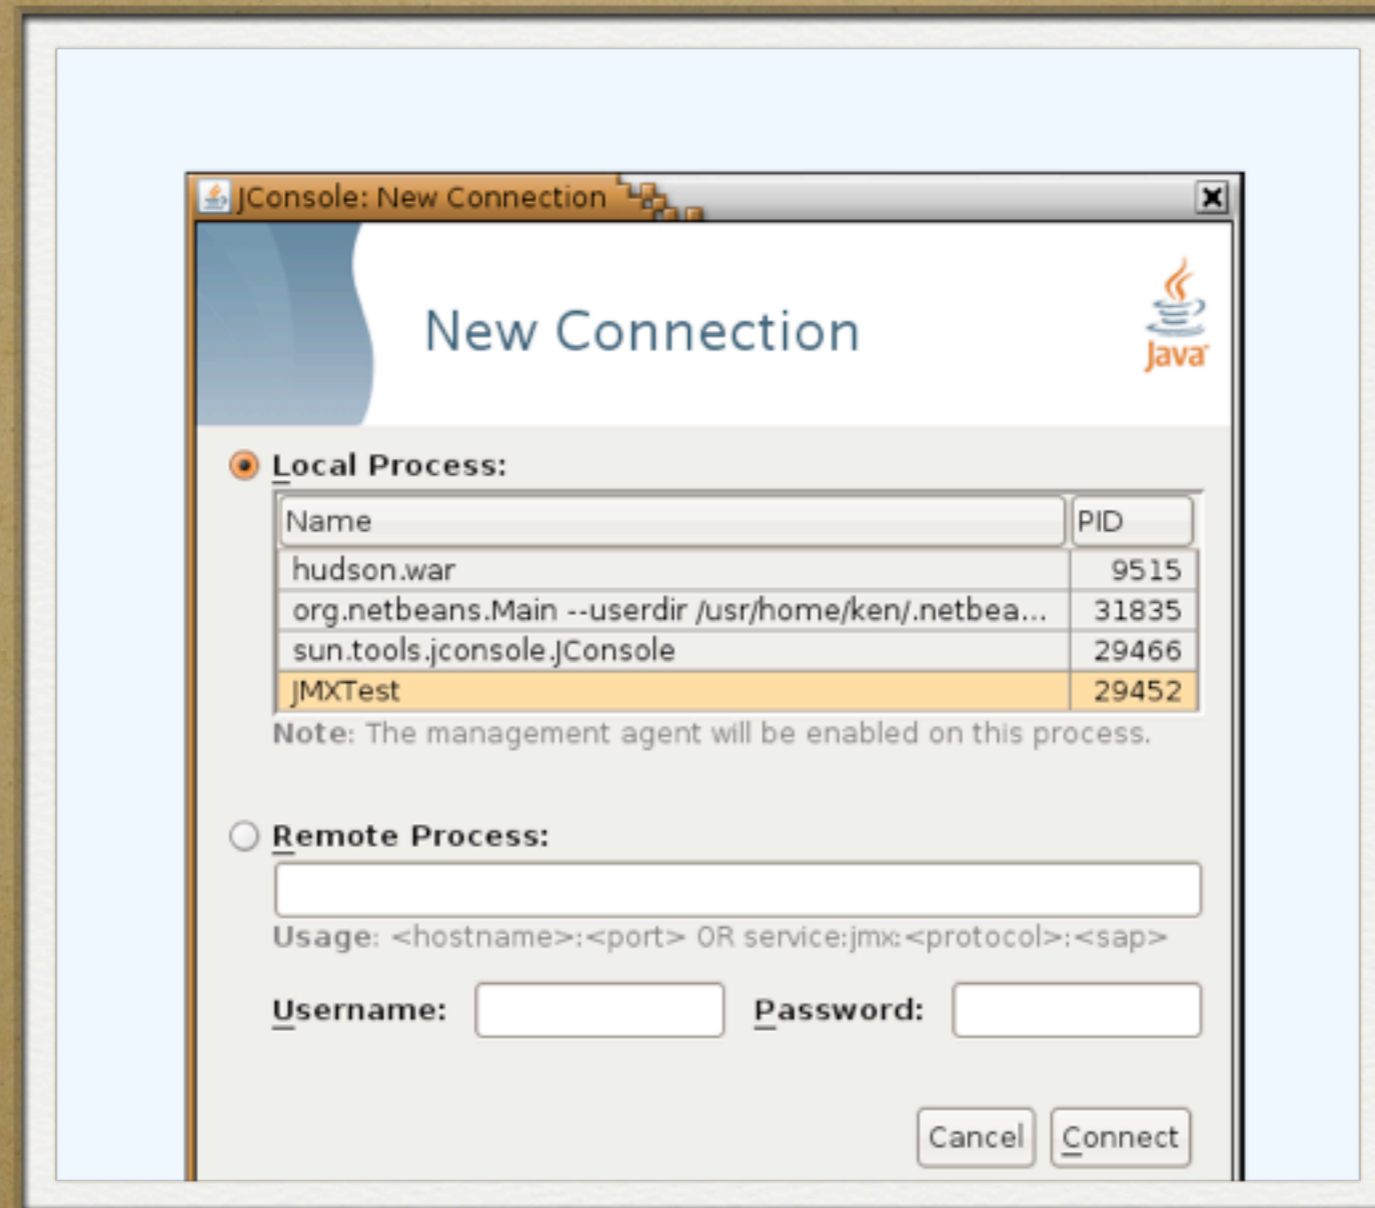 JConsole: New Connection
New Connection
Java
Local Process:
Name PID
hudson.war 9515
org.netbeans.Main --userdir /usr/home/ken/.netbea... 31835
sun.tools.jconsole.JConsole 29466
JMXTest 29452
Note: The management agent will be enabled on this process.
Remote Process:
Usage: <hostname>:<port> OR service:jmx:<protocol>:<sap>
Username: Password:
Cancel Connect